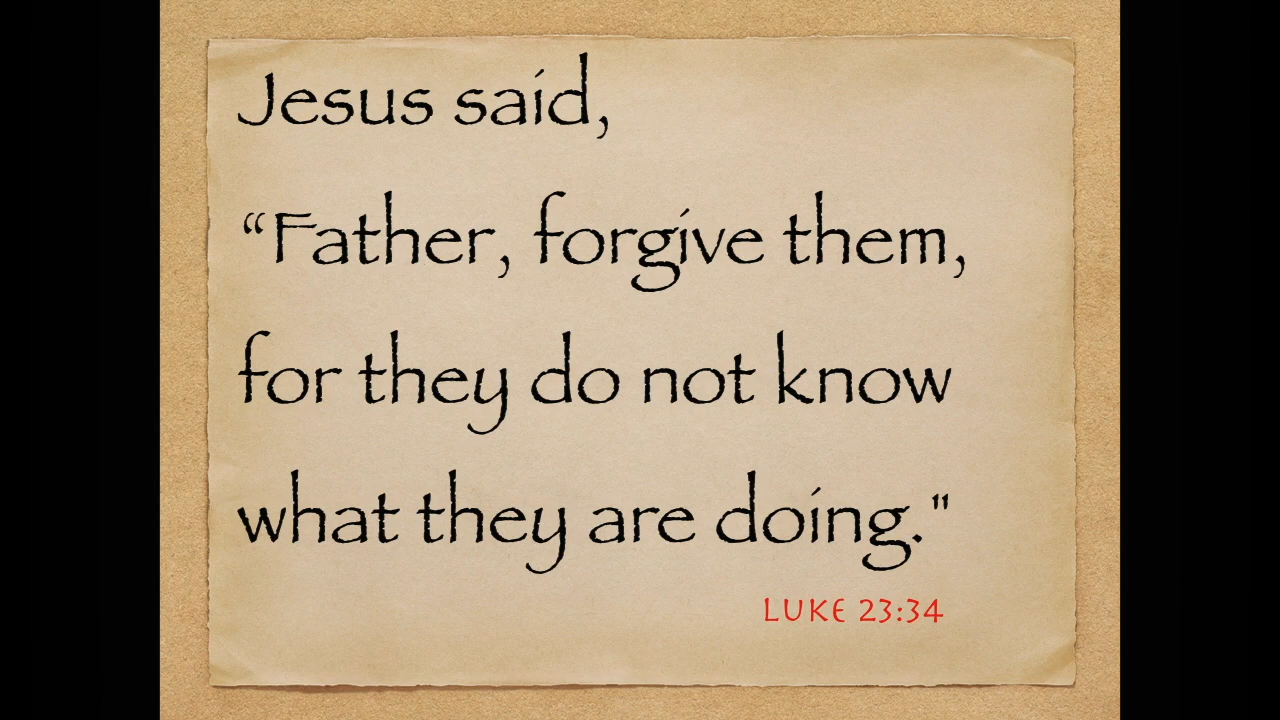 Jesus said,
“Father, forgive them,
for they do not know
what they are doing."
LUKE 23:34